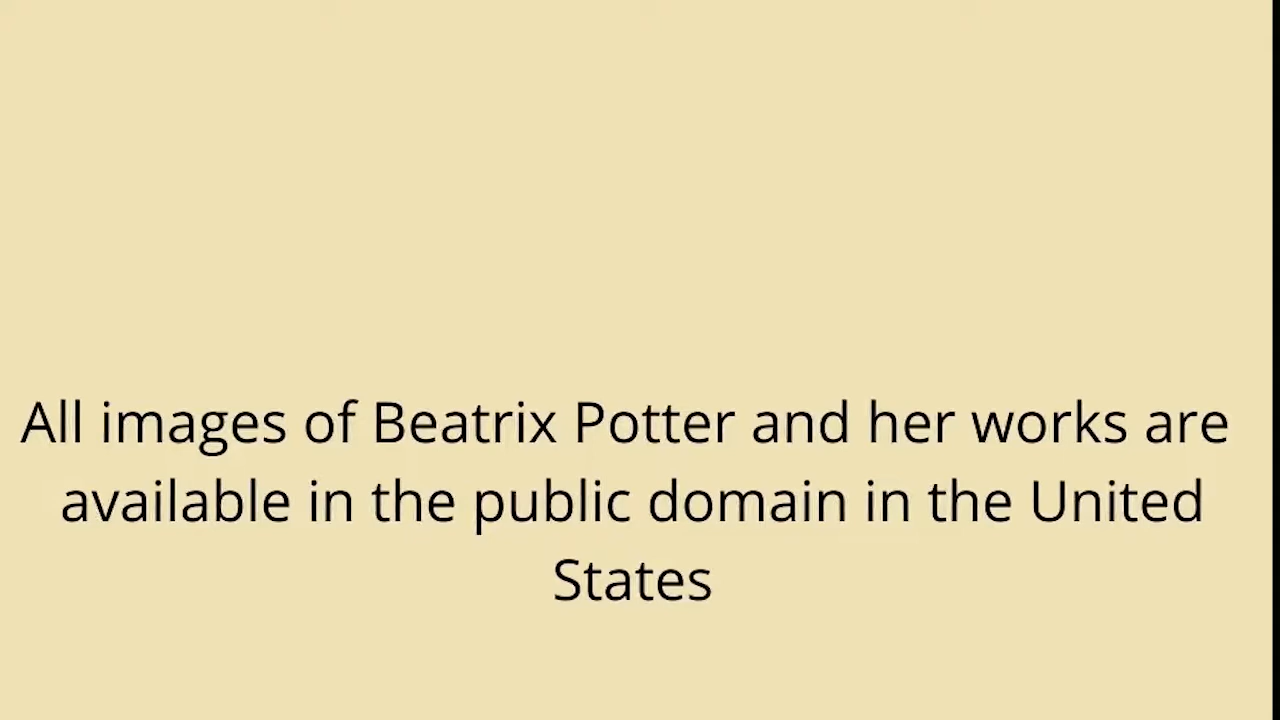 All images of Beatrix Potter and her works are
available in the public domain in the United
States